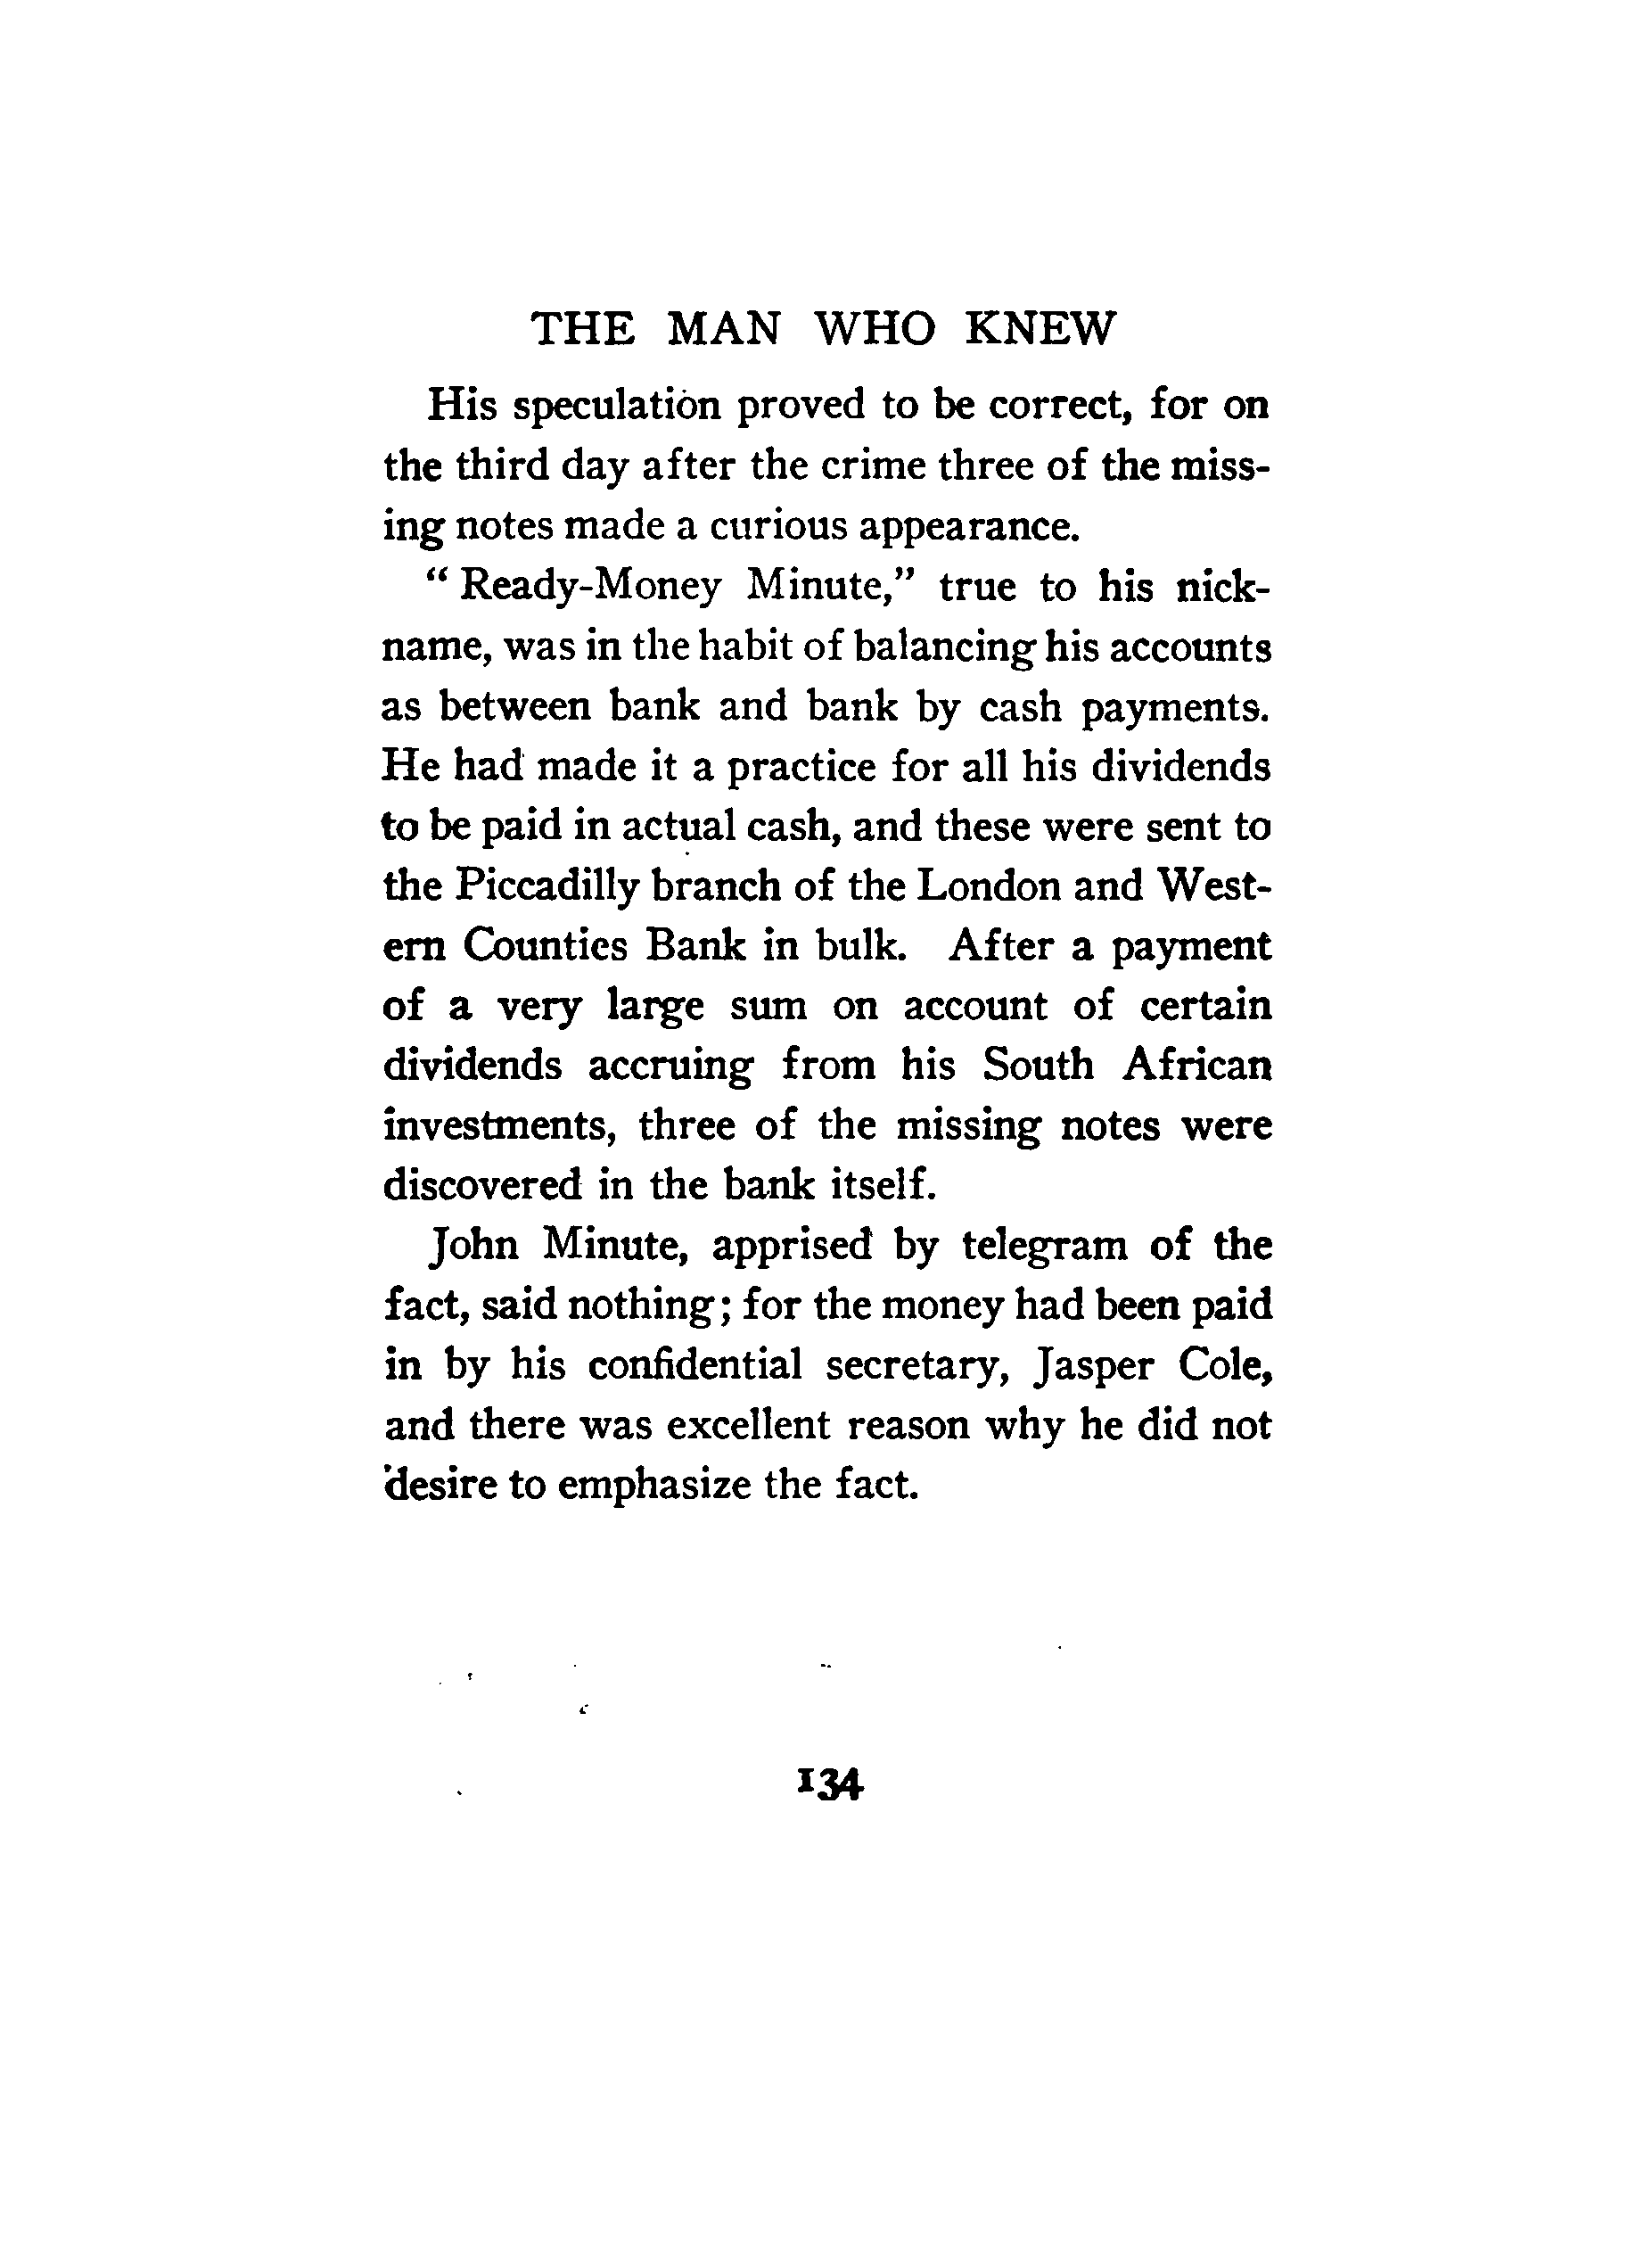 THE MAN WHO KNEW
His speculation proved to be correct, for on
the third day after the crime three of the miss-
ing notes made a curious appearance.
“Ready-Money Minute,” true to his nick-
name, was in the habit of balancing his accounts
as between bank and bank by cash payments.
He had made it a practice for all his dividends
to be paid in actual cash, and these were sent to
the Piccadilly branch of the London and West-
ern Counties Bank in bulk. After a payment
of a very large sum on account of certain
dividends accruing from his South African
investments, three of the missing notes were
discovered in the bank itself.
John Minute, apprised by telegram of the
fact, said nothing; for the money had been paid
in by his confidential secretary, Jasper Cole,
and there was excellent reason why he did not
desire to emphasize the fact.
134